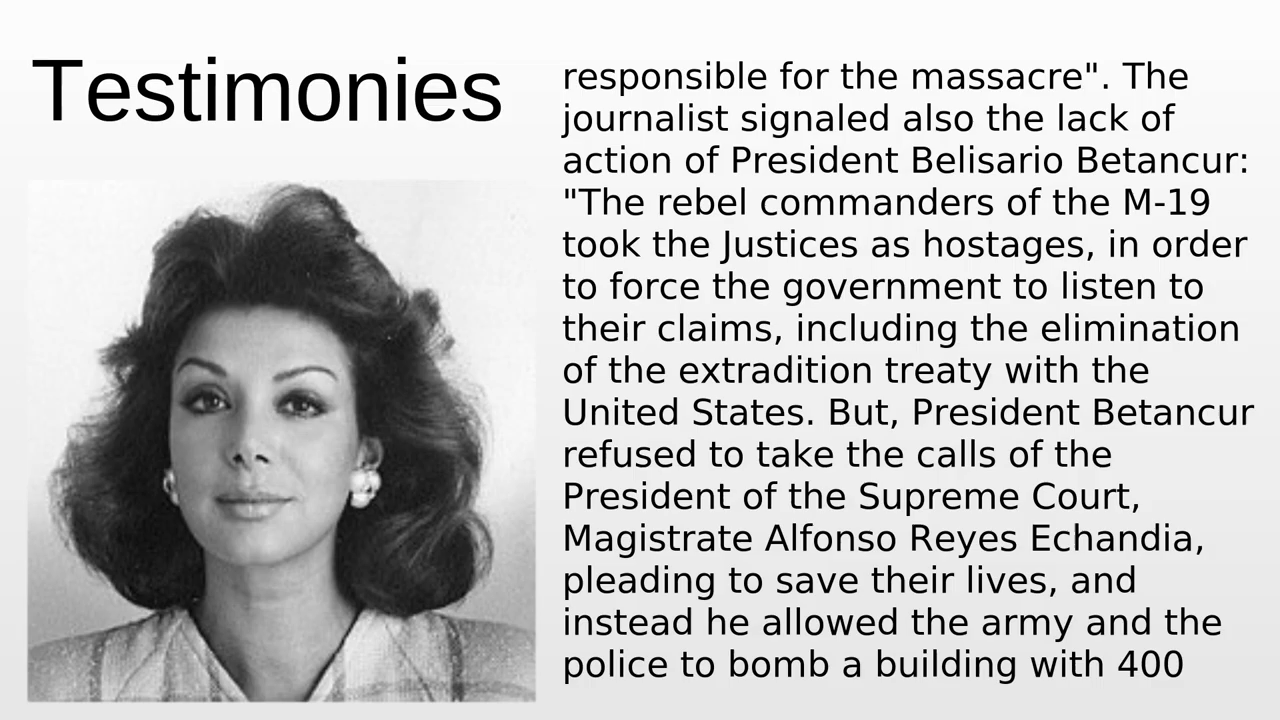 Testimonies
responsible for the massacre". The
journalist signaled also the lack of
action of President Belisario Betancur:
"The rebel commanders of the M-19
took the Justices as hostages, in order
to force the government to listen to
their claims, including the elimination
of the extradition treaty with the
United States. But, President Betancur
refused to take the calls of the
President of the Supreme Court,
Magistrate Alfonso Reyes Echandia,
pleading to save their lives, and
instead he allowed the army and the
police to bomb a building with 400